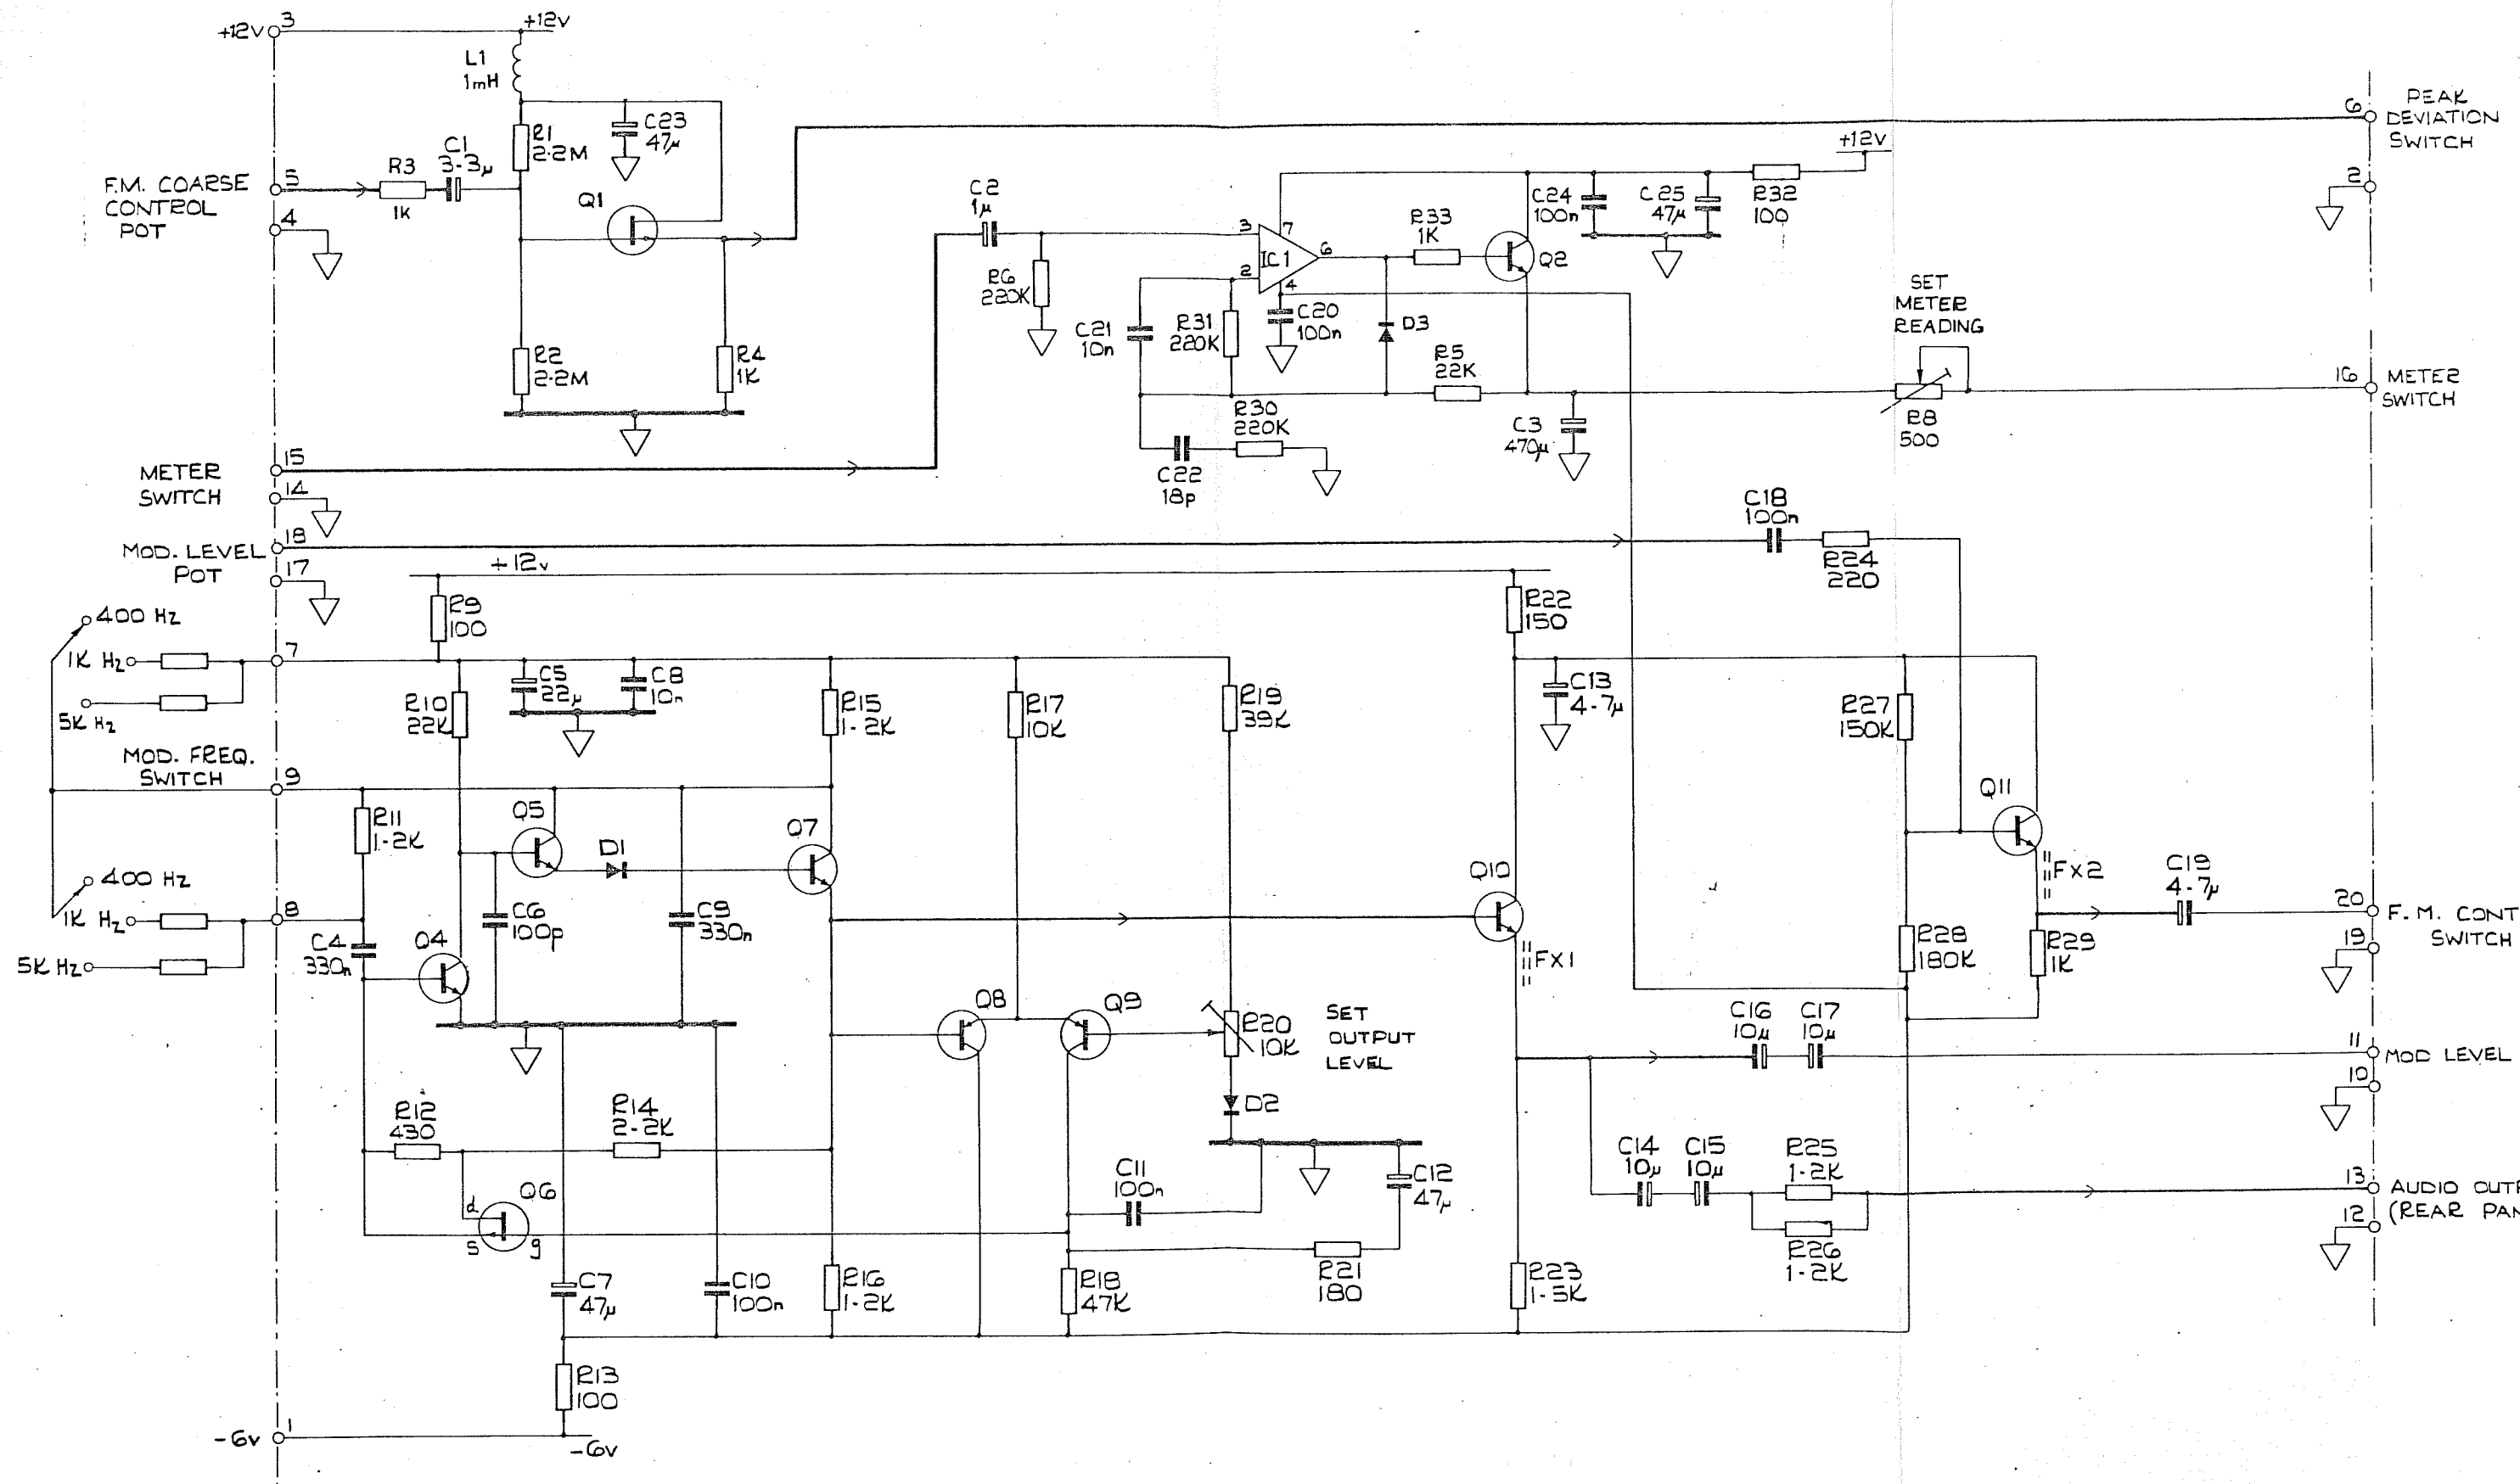 +12V 3
+12V
L1
1mH
C23
47µ
R1
2·2M
C1
3-3µ
R3
1K
5
F.M. COARSE
CONTROL
POT
4
Q1
R2
2·2M
R4
1K
6
PEAK
DEVIATION
SWITCH
2
+12V
C2
1µ
R6
220K
3
IC1
7
2
4
6
R33
1K
Q2
C24
100n
C25
47µ
R32
100
C21
10n
R31
220K
C20
100n
D3
R5
22K
R30
220K
C22
18p
C3
470µ
SET
METER
READING
R8
500
16
METER
SWITCH
15
METER
SWITCH
14
18
MOD. LEVEL
POT
17
C18
100n
R24
220
+12v
R9
100
R22
150
400 Hz
1K Hz
5K Hz
7
MOD. FREQ.
SWITCH
9
R10
22K
C5
22µ
C8
10n
R15
1-2K
R17
10K
R19
39K
C13
4-7µ
R27
150K
R11
1-2K
Q5
D1
Q7
Q11
FX2
C19
4-7µ
400 Hz
1K Hz
5K Hz
8
C4
330n
Q4
C6
100p
C9
330n
Q10
FX1
R28
180K
R29
1K
20
F.M. CONT
SWITCH
19
Q8
Q9
R20
10K
SET
OUTPUT
LEVEL
C16
10µ
C17
10µ
11
MOD LEVEL
10
R12
430
R14
2-2K
D2
C14
10µ
C15
10µ
R25
1-2K
13
AUDIO OUTP
(REAR PAN
12
R26
1-2K
d
Q6
s
g
C11
100n
C12
47µ
C7
47µ
C10
100n
R16
1-2K
R18
47K
R21
180
R23
1-5K
R13
100
-6v 1
-6v